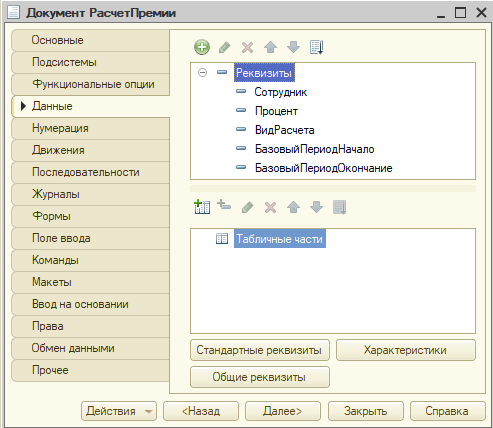 Документ РасчетПремии
Основные
Подсистемы
Функциональные опции
Данные
Нумерация
Движения
Последовательности
Журналы
Формы
Поле ввода
Команды
Макеты
Ввод на основании
Права
Обмен данными
Прочее
Реквизиты
Сотрудник
Процент
ВидРасчета
БазовыйПериодНачало
БазовыйПериодОкончание
Табличные части
Стандартные реквизиты
Характеристики
Общие реквизиты
Действия
<Назад
Далее>
Закрыть
Справка